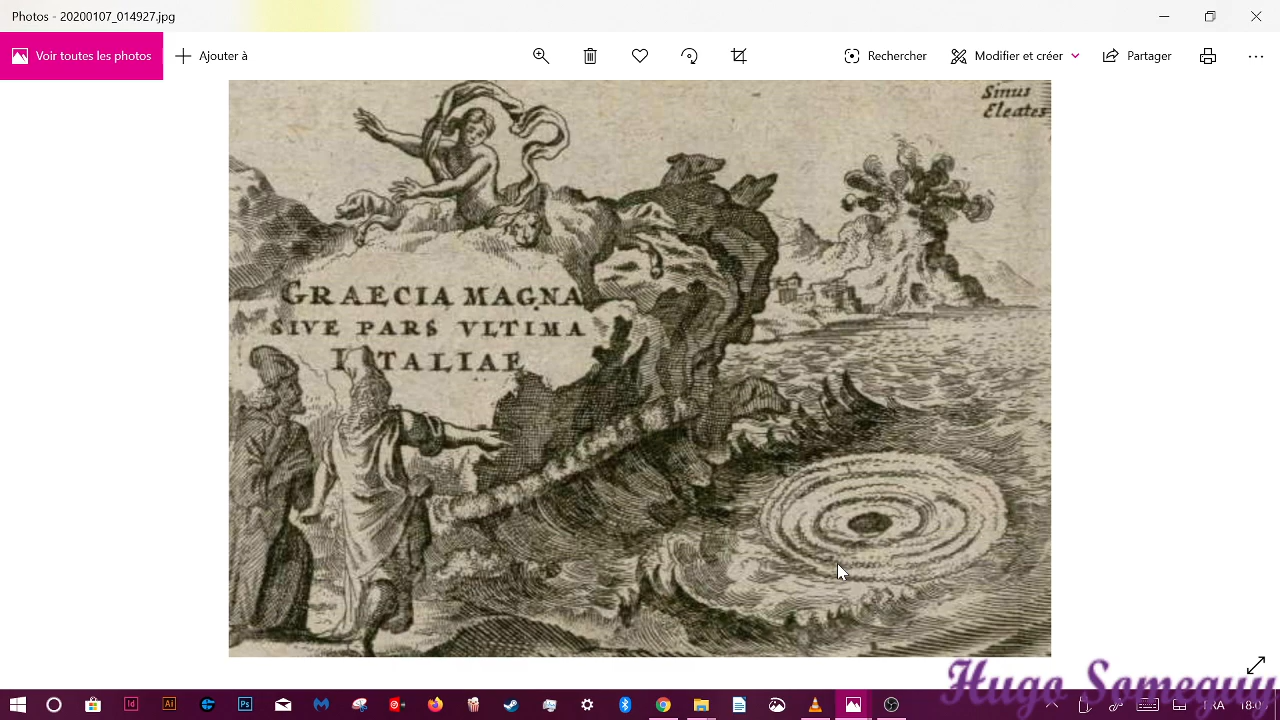 Photos - 20200107_014927.jpg
Voir toutes les photos
Ajouter à
Rechercher
Modifier et créer
Partager
Sinus
Eleates
GRAECIA MAGNA
SIVE PARS VLTIMA
ITALIAE
Hugo Someguy
FRA